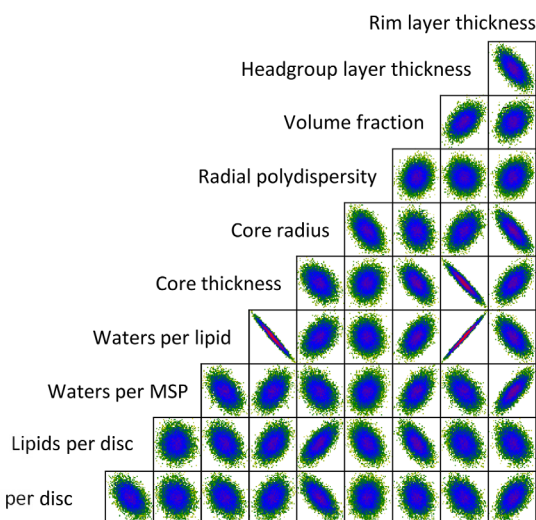 Rim layer thickness
Headgroup layer thickness
Volume fraction
Radial polydispersity
Core radius
Core thickness
Waters per lipid
Waters per MSP
Lipids per disc
per disc